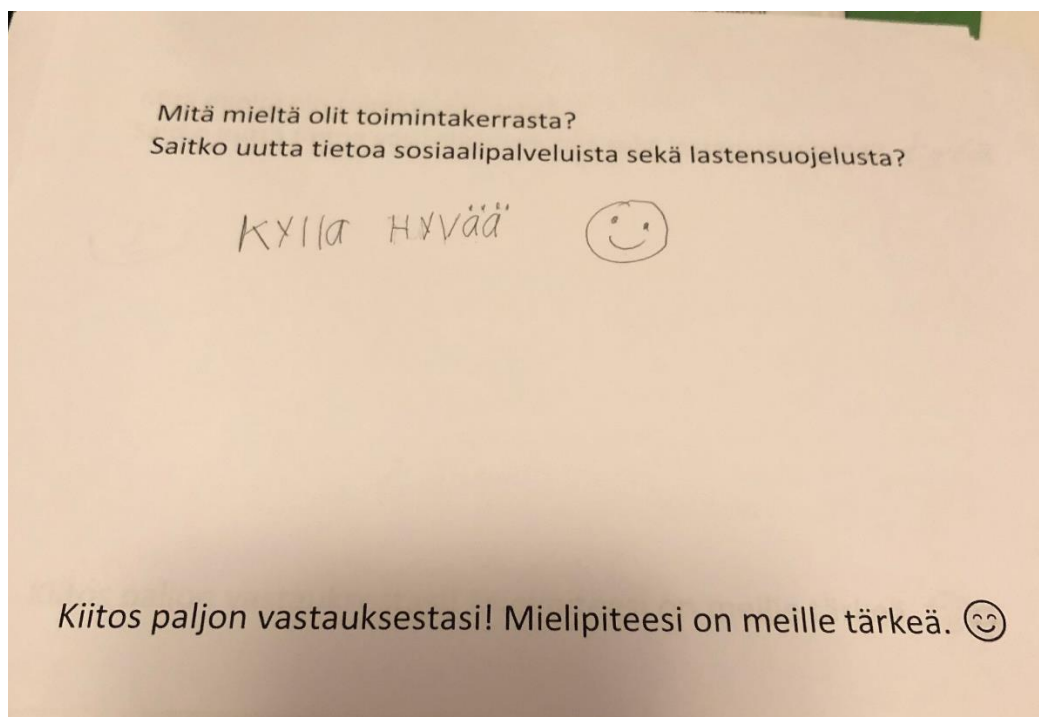 Mitä mieltä olit toimintakerrasta?
Saitko uutta tietoa sosiaalipalveluista sekä lastensuojelusta?
KYlla HYVää
Kiitos paljon vastauksestasi! Mielipiteesi on meille tärkeä. 😊